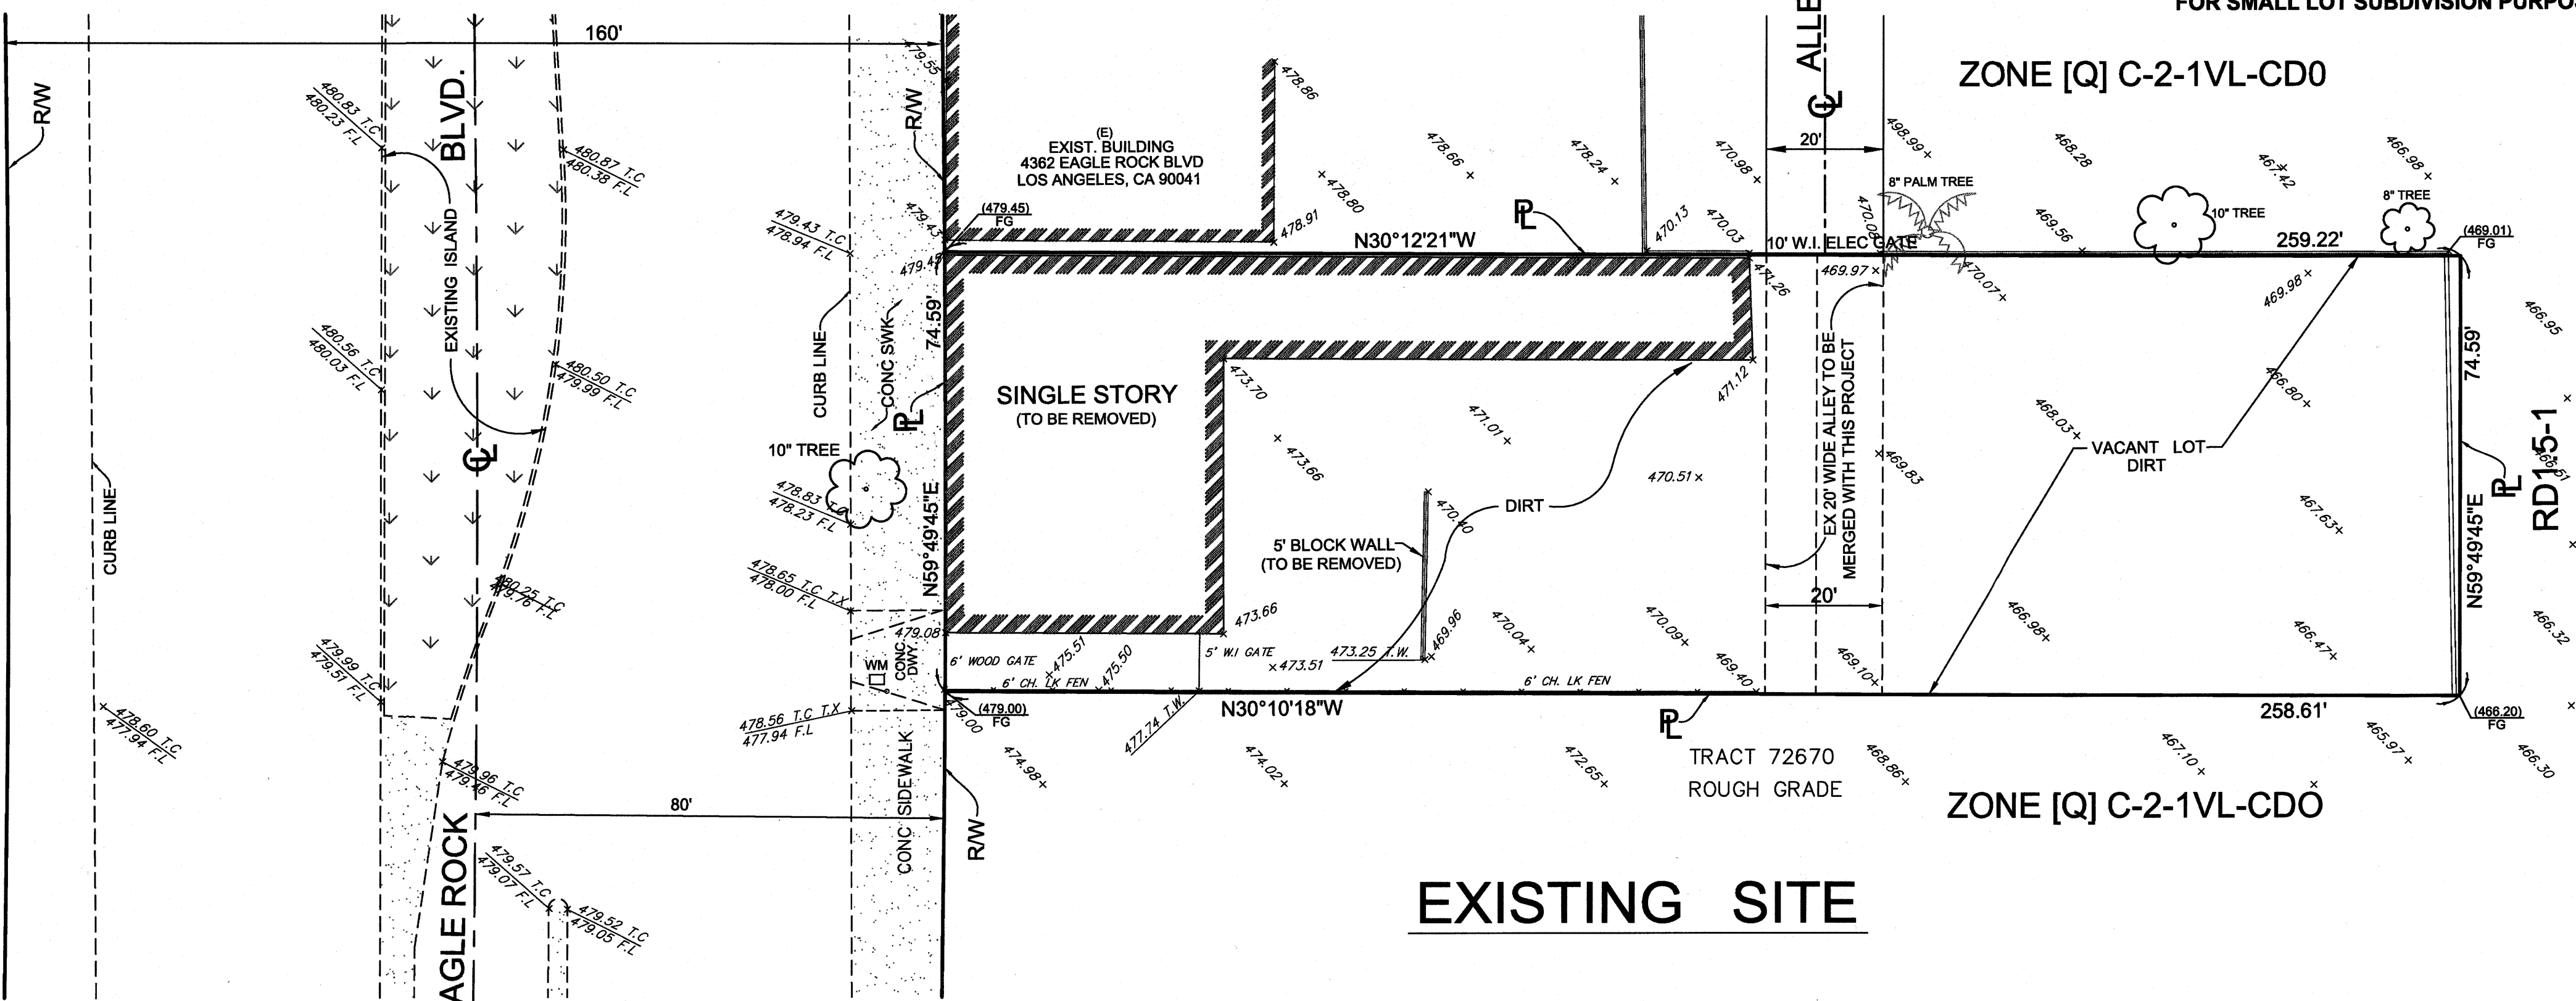 FOR SMALL LOT SUBDIVISION
160'
R/W
CURB LINE
BLVD.
EXISTING ISLAND
480.83 T.C
480.23 F.L
480.87 T.C
480.38 F.L
480.56 T.C
480.03 F.L
480.50 T.C
479.99 F.L
480.25 T.C
479.76 F.L
479.99 T.C
479.51 F.L
478.60 T.C
477.94 F.L
479.96 T.C
479.46 F.L
479.57 T.C
479.07 F.L
479.52 T.C
479.05 F.L
80'
AGLE ROCK
CL
479.55
R/W
479.43 T.C
478.94 F.L
479.43
CURB LINE
CONC SWK
PL
10" TREE
478.83 T.C
478.23 F.L
478.65 T.C T.X
478.00 F.L
478.56 T.C T.X
477.94 F.L
WM
CONC.
DWY.
CONC SIDEWALK
R/W
74.59'
N59°49'45"E
479.08
479.00
(E)
EXIST. BUILDING
4362 EAGLE ROCK BLVD
LOS ANGELES, CA 90041
478.86
478.80
478.66
478.24
470.98
478.91
(479.45)
FG
N30°12'21"W
PL
470.13
470.03
ALLE
CL
20'
470.08
10' W.I. ELEC GATE
8" PALM TREE
498.99
468.28
467.42
466.98
ZONE [Q] C-2-1VL-CD0
469.56
10" TREE
8" TREE
259.22'
(469.01)
FG
471.26
469.97
470.07
469.98
466.95
SINGLE STORY
(TO BE REMOVED)
473.70
471.12
473.66
471.01
470.51
470.40
DIRT
5' BLOCK WALL
(TO BE REMOVED)
EX 20' WIDE ALLEY TO BE
MERGED WITH THIS PROJECT
469.83
468.03
466.80
VACANT LOT
DIRT
467.63
74.59'
N59°49'45"E
PL
RD1.5-1
473.66
469.96
470.04
470.09
20'
466.98
466.47
466.32
6' WOOD GATE
475.51
475.50
5' W.I GATE
473.51
473.25 T.W.
469.40
469.10
6' CH. LK FEN
6' CH. LK FEN
(479.00)
FG
477.74 T.W.
N30°10'18"W
PL
258.61'
(466.20)
FG
474.98
474.02
472.65
TRACT 72670
ROUGH GRADE
468.86
467.10
465.97
466.30
ZONE [Q] C-2-1VL-CDO
EXISTING SITE